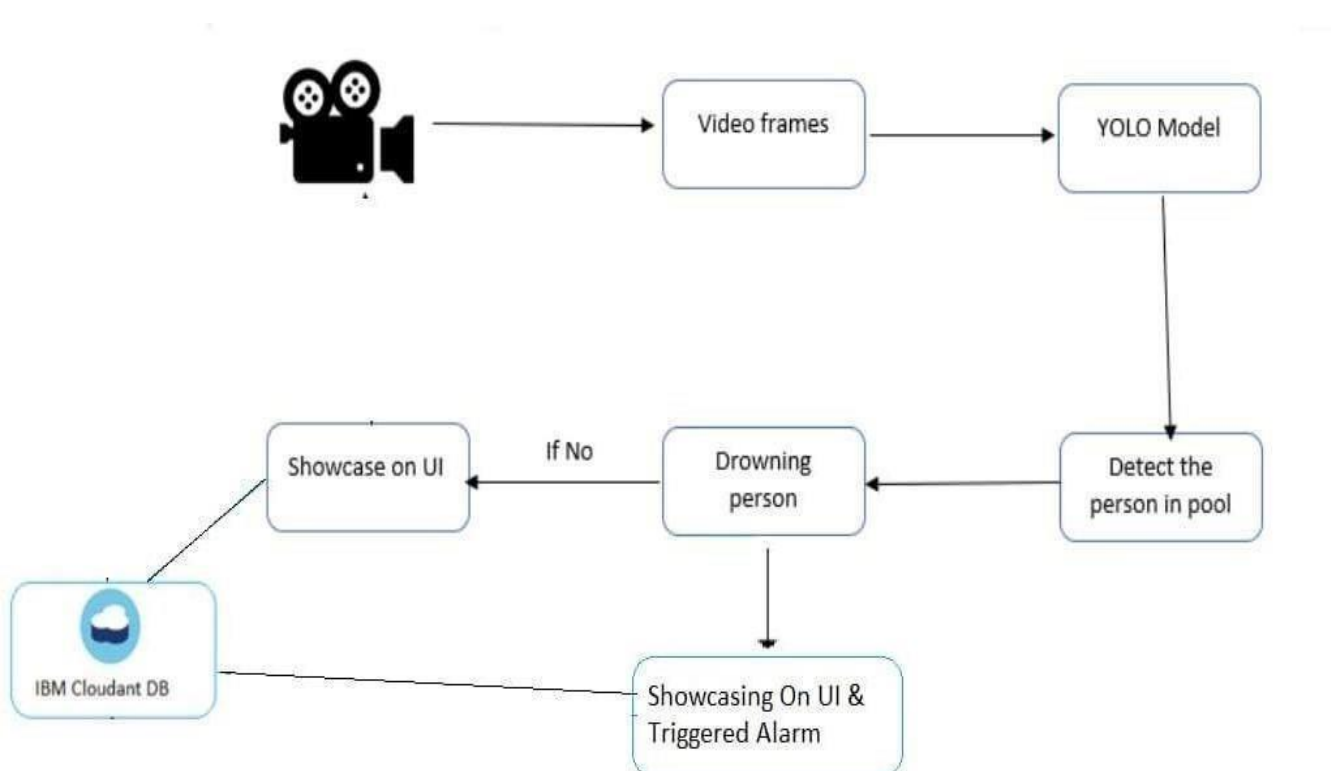 Video frames
YOLO Model
Showcase on UI
If No
Drowning
person
Detect the
person in pool
IBM Cloudant DB
Showcasing On UI &
Triggered Alarm